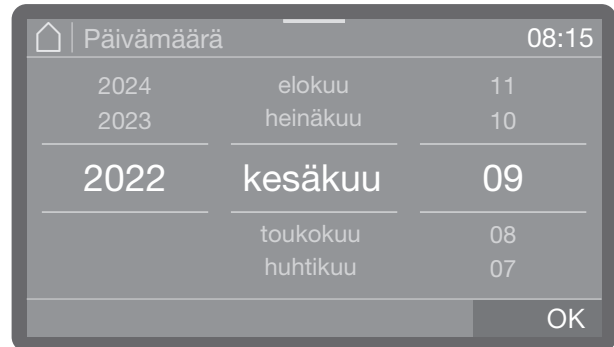 Päivämäärä 08:15
2024 elokuu 11
2023 heinäkuu 10
2022 kesäkuu 09
toukokuu 08
huhtikuu 07
OK